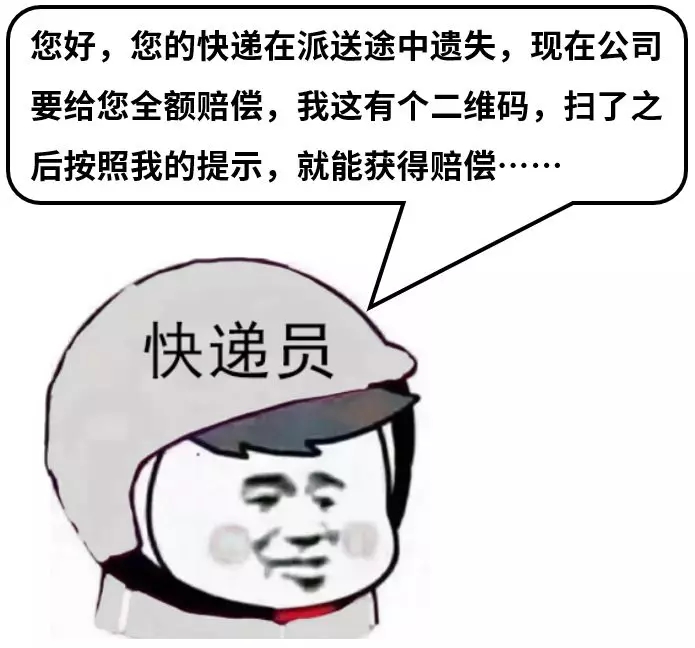 您好，您的快递在派送途中遗失，现在公司
要给您全额赔偿，我这有个二维码，扫了之
后按照我的提示，就能获得赔偿……
快递员